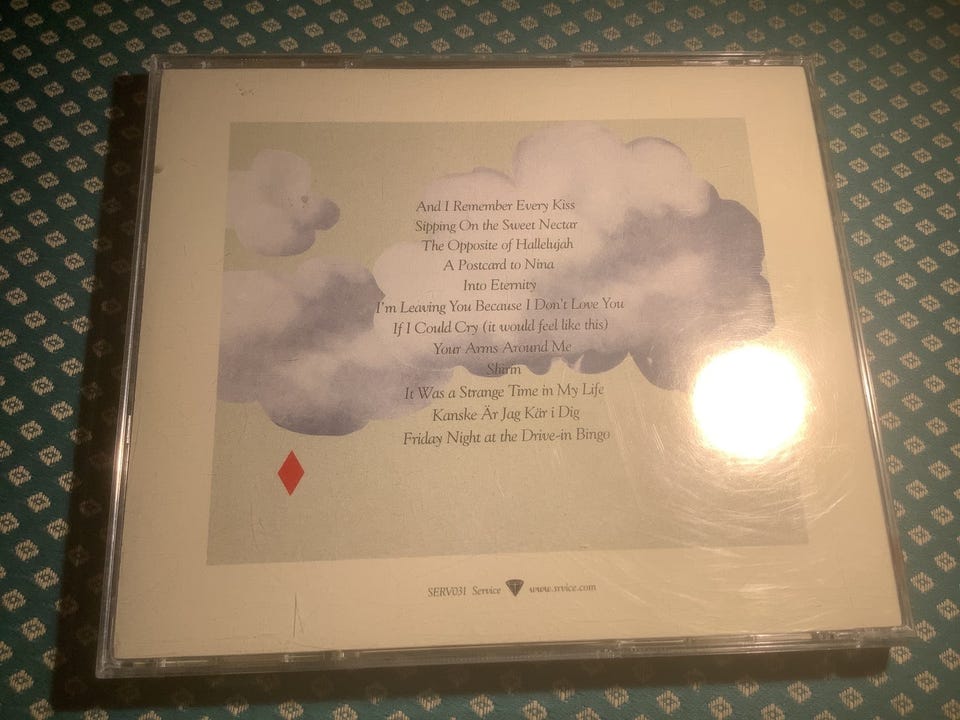 And I Remember Every Kiss
Sipping On the Sweet Nectar
The Opposite of Hallelujah
A Postcard to Nina
Into Eternity
I'm Leaving You Because I Don't Love You
If I Could Cry (it would feel like this)
Your Arms Around Me
Shirin
It Was a Strange Time in My Life
Kanske Är Jag Kär i Dig
Friday Night at the Drive-in Bingo
SERV031 Service www.srvice.com